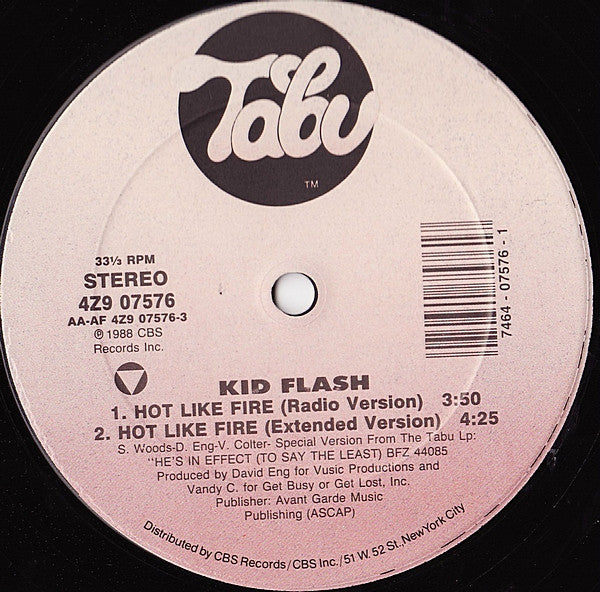 Tabu
TM
33⅓ RPM
STEREO
4Z9 07576
AA-AF 4Z9 07576-3
℗ 1988 CBS
Records Inc.
7464 - 07576 - 1
KID FLASH
1. HOT LIKE FIRE (Radio Version) 3:50
2. HOT LIKE FIRE (Extended Version) 4:25
S. Woods-D. Eng-V. Colter- Special Version From The Tabu Lp:
"HE'S IN EFFECT (TO SAY THE LEAST) BFZ 44085
Produced by David Eng for Vusic Productions and
Vandy C. for Get Busy or Get Lost, Inc.
Publisher: Avant Garde Music
Publishing (ASCAP)
Distributed by CBS Records/CBS Inc./51 W. 52 St. New York City